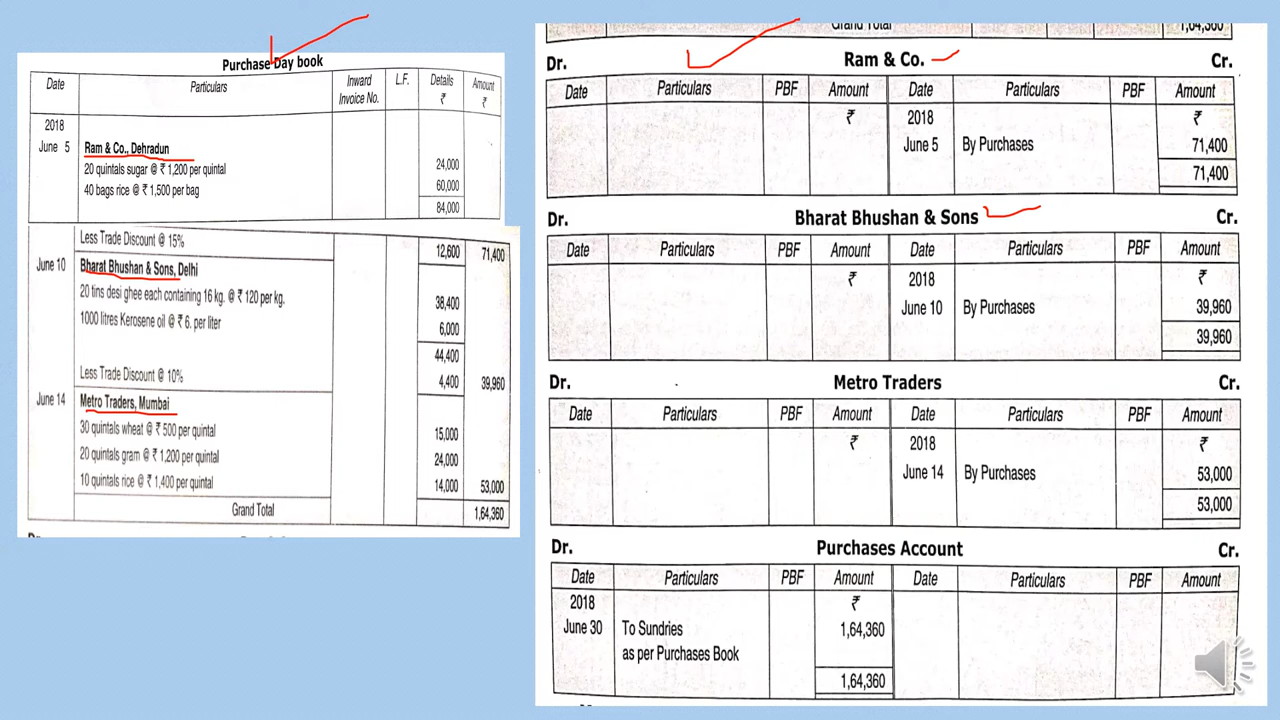 Purchase Day book
Date Particulars Inward Invoice No. L.F. Details ₹ Amount ₹
2018
June 5 Ram & Co., Dehradun
20 quintals sugar @ ₹ 1,200 per quintal 24,000
40 bags rice @ ₹ 1,500 per bag 60,000
84,000
Less Trade Discount @ 15% 12,600 71,400
June 10 Bharat Bhushan & Sons, Delhi
20 tins desi ghee each containing 16 kg. @ ₹ 120 per kg. 38,400
1000 litres Kerosene oil @ ₹ 6. per liter 6,000
44,400
Less Trade Discount @ 10% 4,400 39,960
June 14 Metro Traders, Mumbai
30 quintals wheat @ ₹ 500 per quintal 15,000
20 quintals gram @ ₹ 1,200 per quintal 24,000
10 quintals rice @ ₹ 1,400 per quintal 14,000 53,000
Grand Total 1,64,360
Grand Total 1,64,360
Dr. Ram & Co. Cr.
Date Particulars PBF Amount Date Particulars PBF Amount
₹ 2018 ₹
June 5 By Purchases 71,400
71,400
Dr. Bharat Bhushan & Sons Cr.
Date Particulars PBF Amount Date Particulars PBF Amount
₹ 2018 ₹
June 10 By Purchases 39,960
39,960
Dr. Metro Traders Cr.
Date Particulars PBF Amount Date Particulars PBF Amount
₹ 2018 ₹
June 14 By Purchases 53,000
53,000
Dr. Purchases Account Cr.
Date Particulars PBF Amount Date Particulars PBF Amount
2018 ₹
June 30 To Sundries 1,64,360
as per Purchases Book
1,64,360